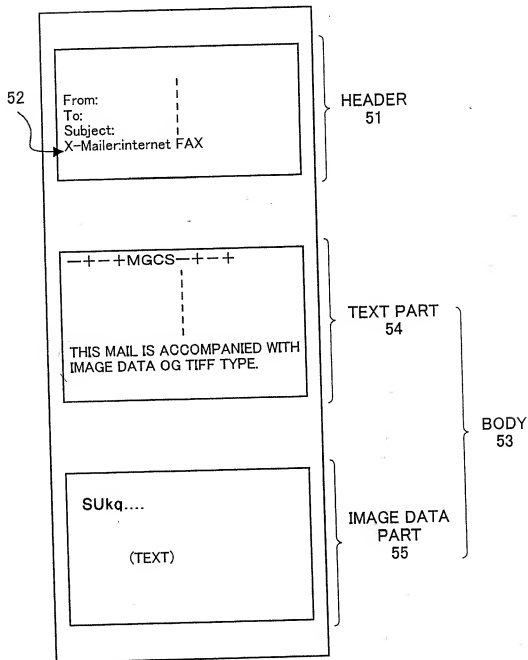 52
From:
To:
Subject:
X-Mailer:internet FAX
HEADER
51
—+—+MGCS—+—+
THIS MAIL IS ACCOMPANIED WITH
IMAGE DATA OG TIFF TYPE.
TEXT PART
54
BODY
53
SUkq....
(TEXT)
IMAGE DATA
PART
55